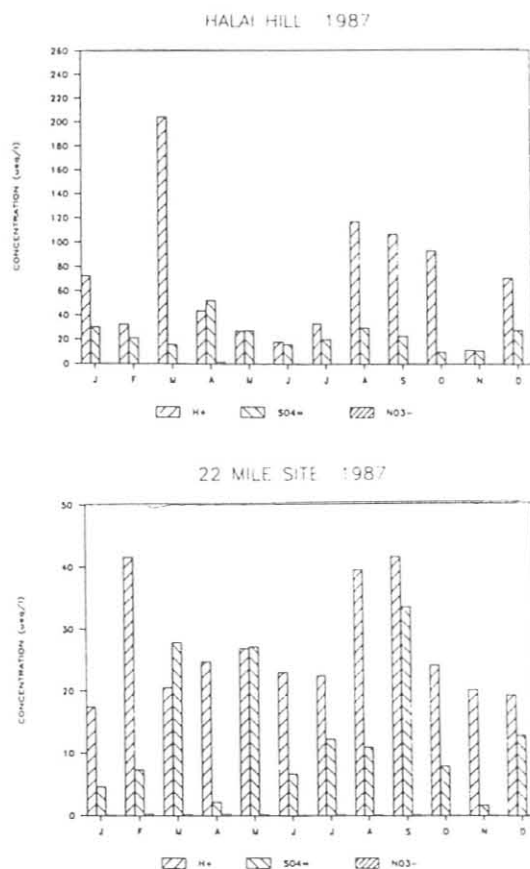 HALAI HILL 1987
CONCENTRATION (ueq/l)
260
240
220
200
180
160
140
120
100
80
60
40
20
0
J F M A M J J A S O N D
H+ SO4= NO3-
22 MILE SITE 1987
CONCENTRATION (ueq/l)
50
40
30
20
10
0
J F M A M J J A S O N D
H+ SO4= NO3-